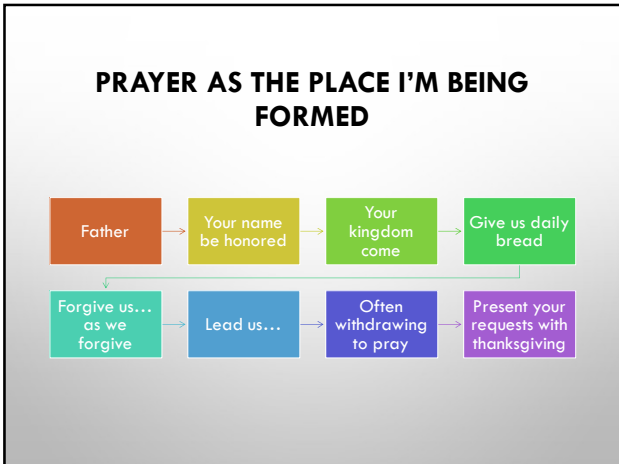 PRAYER AS THE PLACE I’M BEING
FORMED
Father
Your name
be honored
Your
kingdom
come
Give us daily
bread
Forgive us…
as we
forgive
Lead us…
Often
withdrawing
to pray
Present your
requests with
thanksgiving